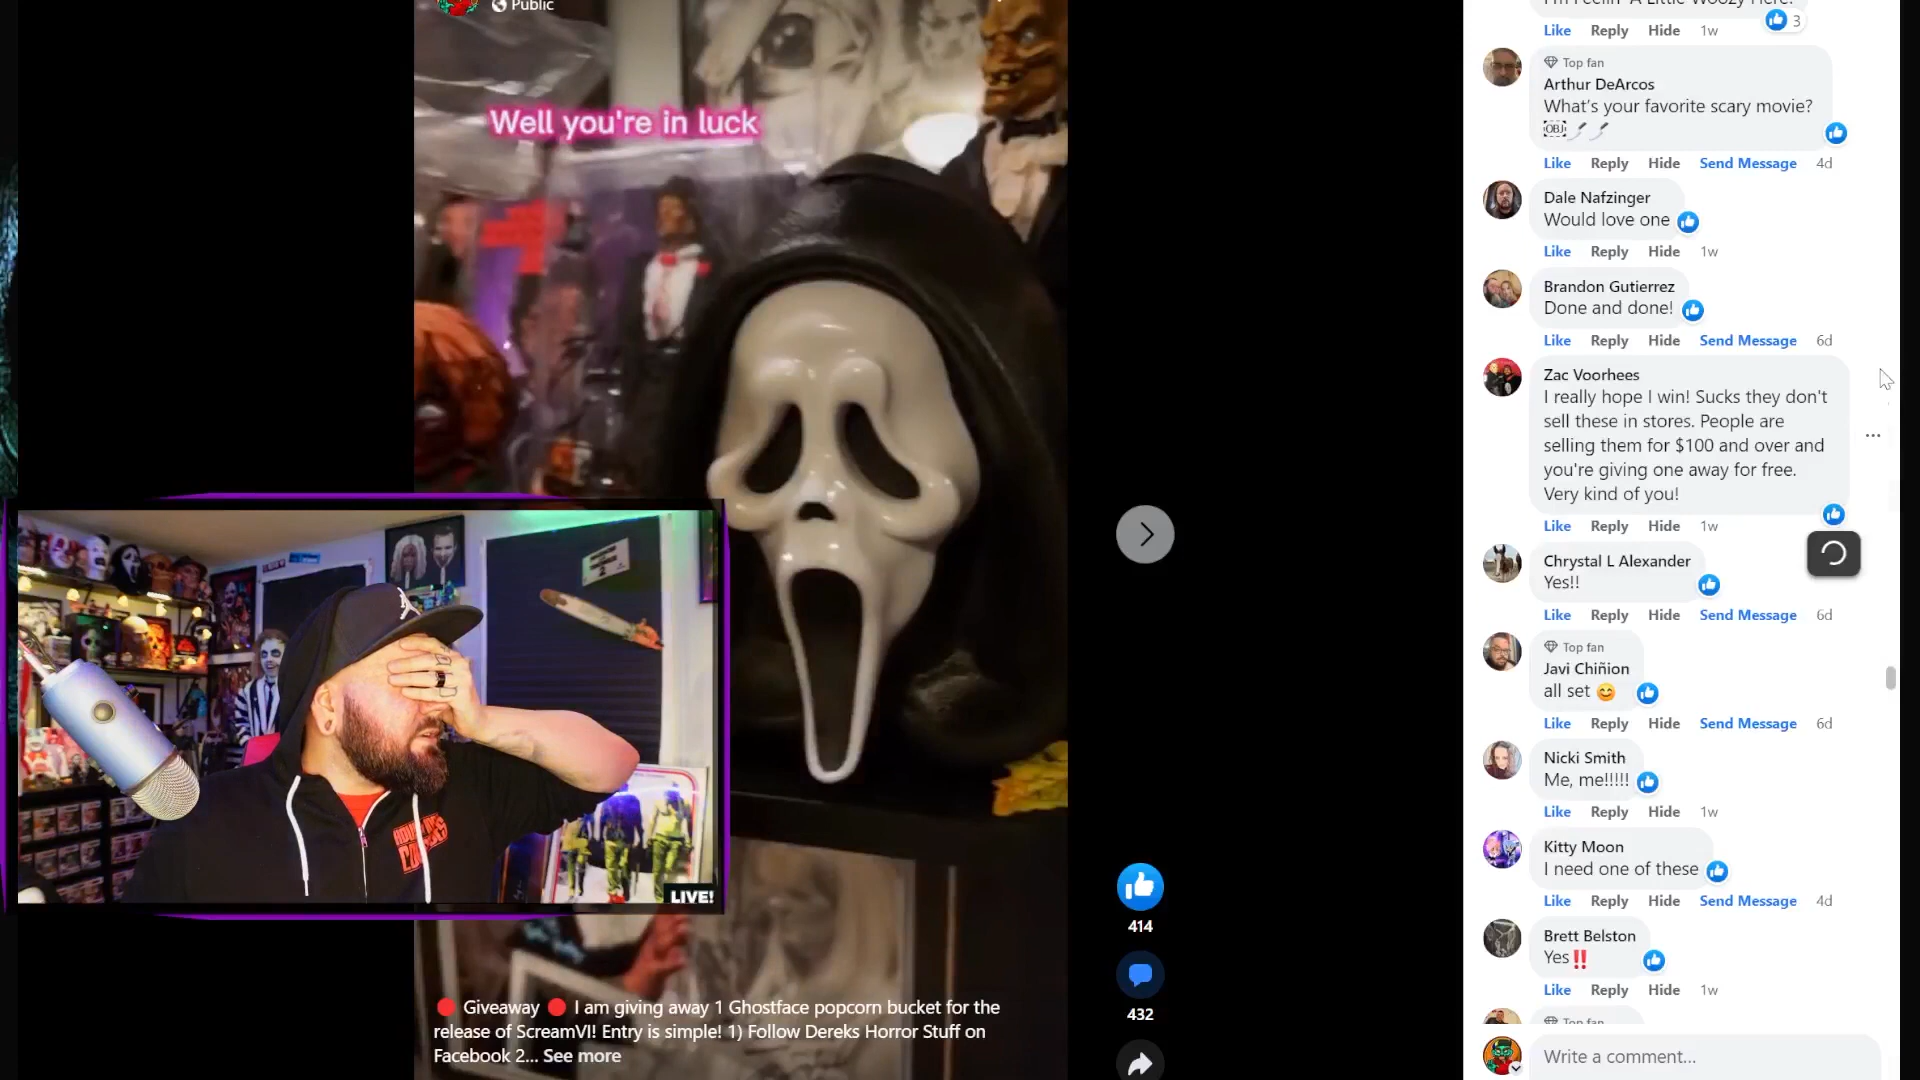 Public
Well you're in luck
LIVE!
🔴 Giveaway 🔴 I am giving away 1 Ghostface popcorn bucket for the
release of ScreamVI! Entry is simple! 1) Follow Dereks Horror Stuff on
Facebook 2... See more
414
432
Like Reply Hide 1w 3
Top fan
Arthur DeArcos
What's your favorite scary movie?
OBJ
Like Reply Hide Send Message 4d
Dale Nafzinger
Would love one
Like Reply Hide 1w
Brandon Gutierrez
Done and done!
Like Reply Hide Send Message 6d
Zac Voorhees
I really hope I win! Sucks they don't
sell these in stores. People are
selling them for $100 and over and
you're giving one away for free.
Very kind of you!
Like Reply Hide 1w
Chrystal L Alexander
Yes!!
Like Reply Hide Send Message 6d
Top fan
Javi Chiñion
all set 😊
Like Reply Hide Send Message 6d
Nicki Smith
Me, me!!!!!
Like Reply Hide 1w
Kitty Moon
I need one of these
Like Reply Hide Send Message 4d
Brett Belston
Yes‼️
Like Reply Hide 1w
Top fan
Write a comment...